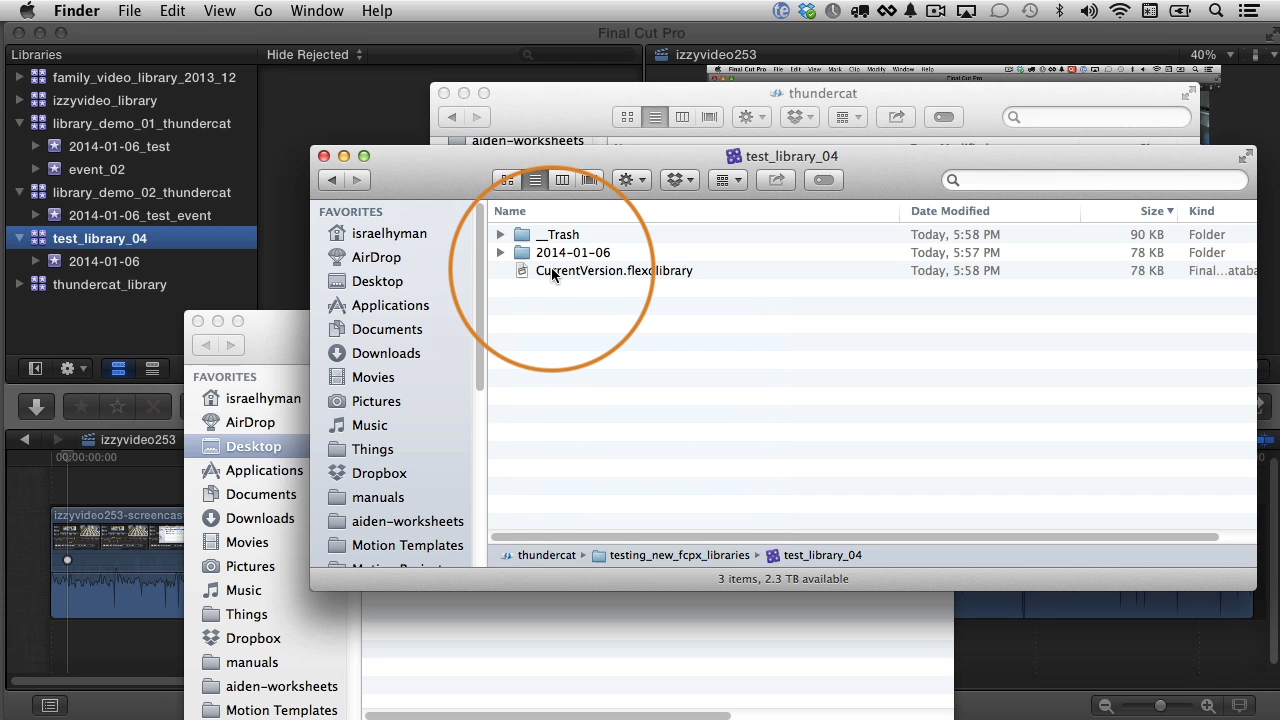 Finder File Edit View Go Window Help
Final Cut Pro
Libraries
Hide Rejected
izzyvideo253
40%
family_video_library_2013_12
izzyvideo_library
library_demo_01_thundercat
2014-01-06_test
event_02
library_demo_02_thundercat
2014-01-06_test_event
test_library_04
2014-01-06
thundercat_library
thundercat
aiden-worksheets
test_library_04
FAVORITES
israelhyman
AirDrop
Desktop
Applications
Documents
Downloads
Movies
Pictures
Music
Things
Dropbox
manuals
aiden-worksheets
Motion Templates
Name Date Modified Size Kind
__Trash Today, 5:58 PM 90 KB Folder
2014-01-06 Today, 5:57 PM 78 KB Folder
CurrentVersion.flexolibrary Today, 5:58 PM 78 KB Final...ataba
thundercat testing_new_fcpx_libraries test_library_04
3 items, 2.3 TB available
FAVORITES
israelhyman
AirDrop
Desktop
Applications
Documents
Downloads
Movies
Pictures
Music
Things
Dropbox
manuals
aiden-worksheets
Motion Templates
izzyvideo253
00:00:00:00
izzyvideo253-screencas